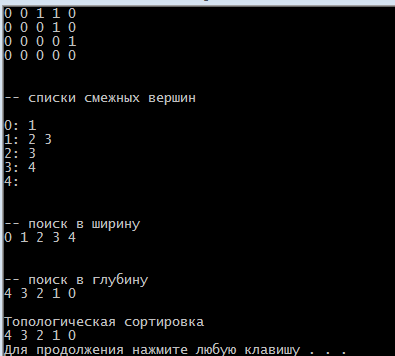 0 0 1 1 0
0 0 0 1 0
0 0 0 0 1
0 0 0 0 0
-- списки смежных вершин
0: 1
1: 2 3
2: 3
3: 4
4:
-- поиск в ширину
0 1 2 3 4
-- поиск в глубину
4 3 2 1 0
Топологическая сортировка
4 3 2 1 0
Для продолжения нажмите любую клавишу . . .